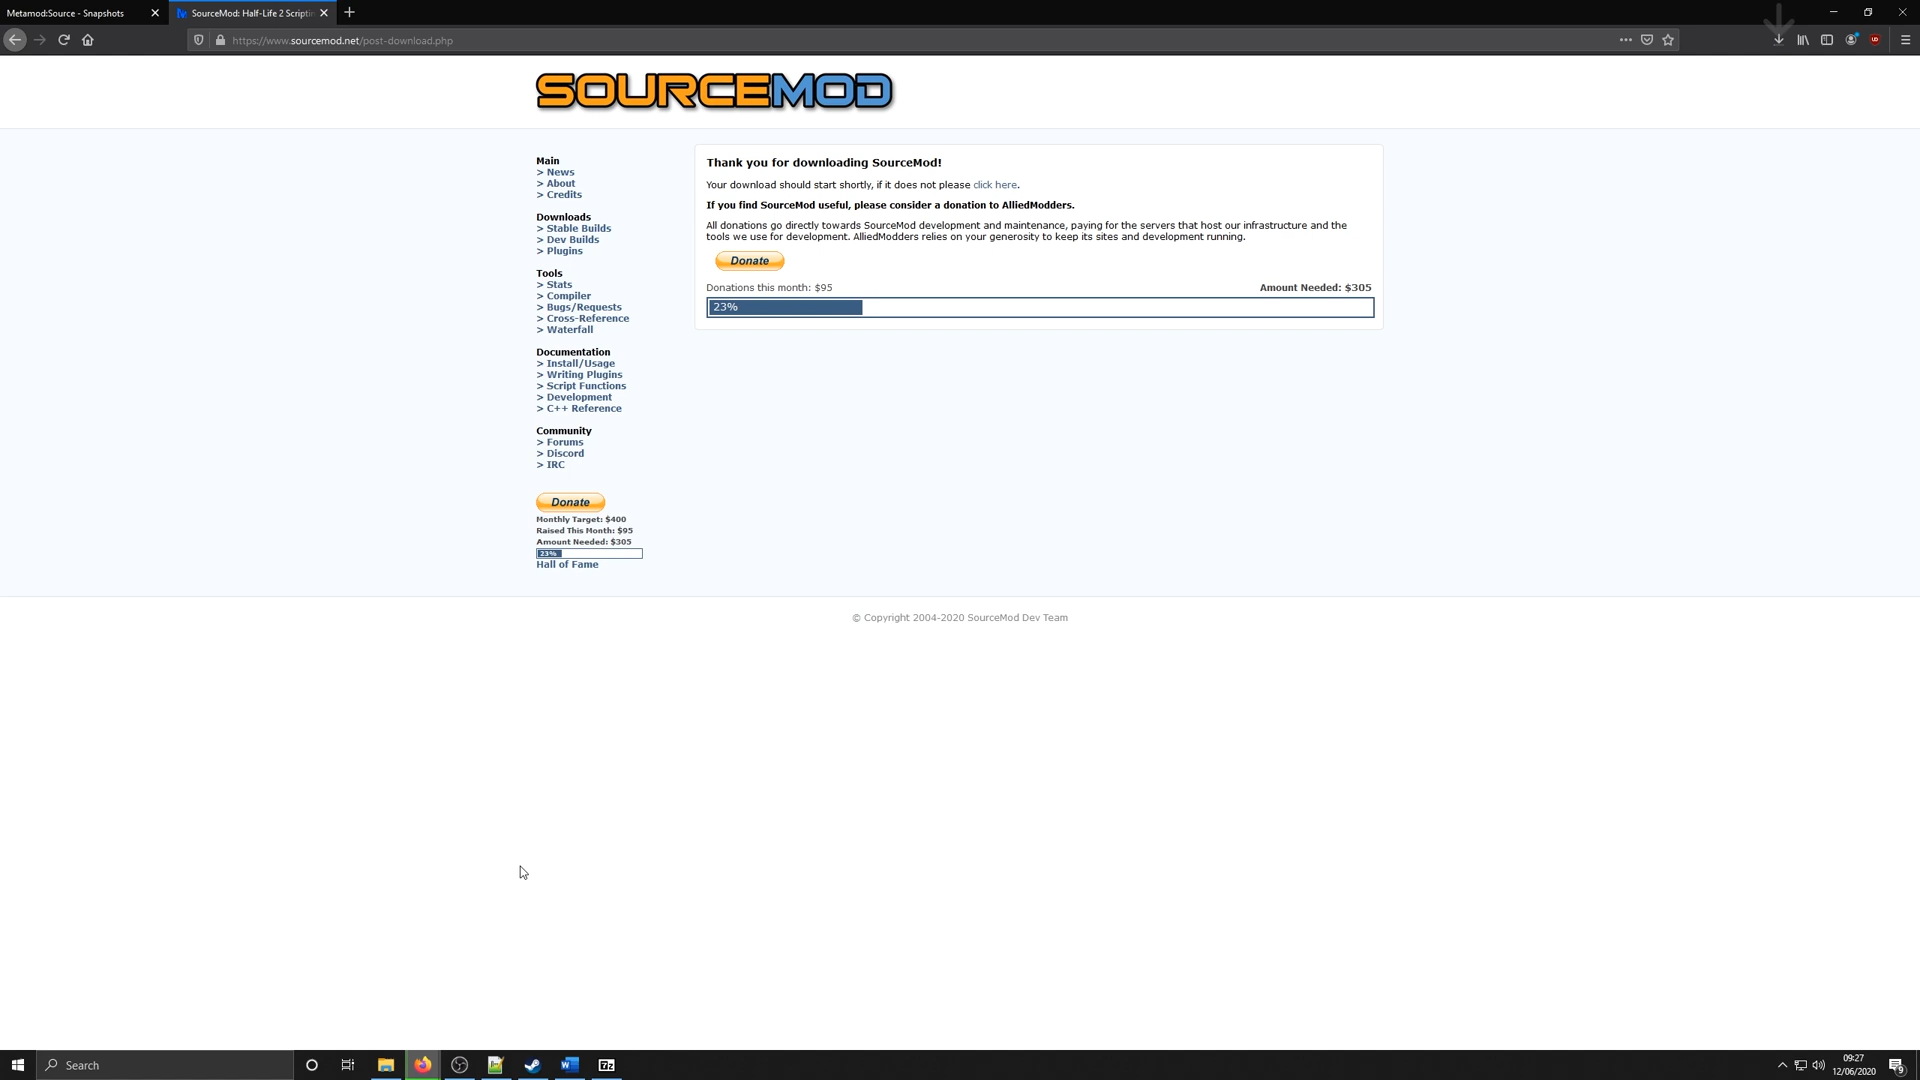 Metamod:Source - Snapshots
SourceMod: Half-Life 2 Scriptin
https://www.sourcemod.net/post-download.php
SOURCEMOD
Main
> News
> About
> Credits
Downloads
> Stable Builds
> Dev Builds
> Plugins
Tools
> Stats
> Compiler
> Bugs/Requests
> Cross-Reference
> Waterfall
Documentation
> Install/Usage
> Writing Plugins
> Script Functions
> Development
> C++ Reference
Community
> Forums
> Discord
> IRC
Donate
Monthly Target: $400
Raised This Month: $95
Amount Needed: $305
23%
Hall of Fame
Thank you for downloading SourceMod!
Your download should start shortly, if it does not please click here.
If you find SourceMod useful, please consider a donation to AlliedModders.
All donations go directly towards SourceMod development and maintenance, paying for the servers that host our infrastructure and the
tools we use for development. AlliedModders relies on your generosity to keep its sites and development running.
Donate
Donations this month: $95
Amount Needed: $305
23%
© Copyright 2004-2020 SourceMod Dev Team
Search
09:27
12/06/2020